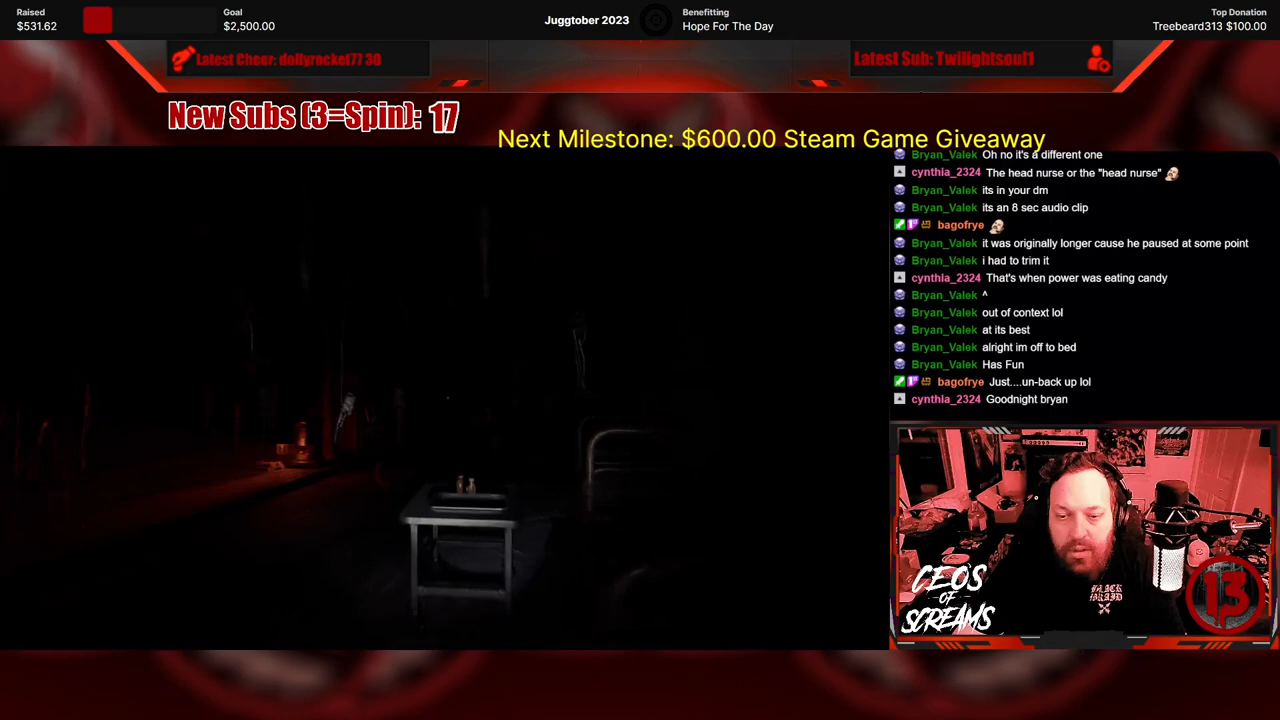 Raised
$531.62
Goal
$2,500.00
Juggtober 2023
Benefitting
Hope For The Day
Top Donation
Treebeard313 $100.00
Latest Cheer: dollyrocket77 30
Latest Sub: Twilightsoul1
New Subs (3=Spin): 17
Next Milestone: $600.00 Steam Game Giveaway
Bryan_Valek Oh no it's a different one
cynthia_2324 The head nurse or the "head nurse"
Bryan_Valek its in your dm
Bryan_Valek its an 8 sec audio clip
bagofrye
Bryan_Valek it was originally longer cause he paused at some point
Bryan_Valek i had to trim it
cynthia_2324 That's when power was eating candy
Bryan_Valek ^
Bryan_Valek out of context lol
Bryan_Valek at its best
Bryan_Valek alright im off to bed
Bryan_Valek Has Fun
bagofrye Just....un-back up lol
cynthia_2324 Goodnight bryan
CEOS
OF
SCREAMS
13